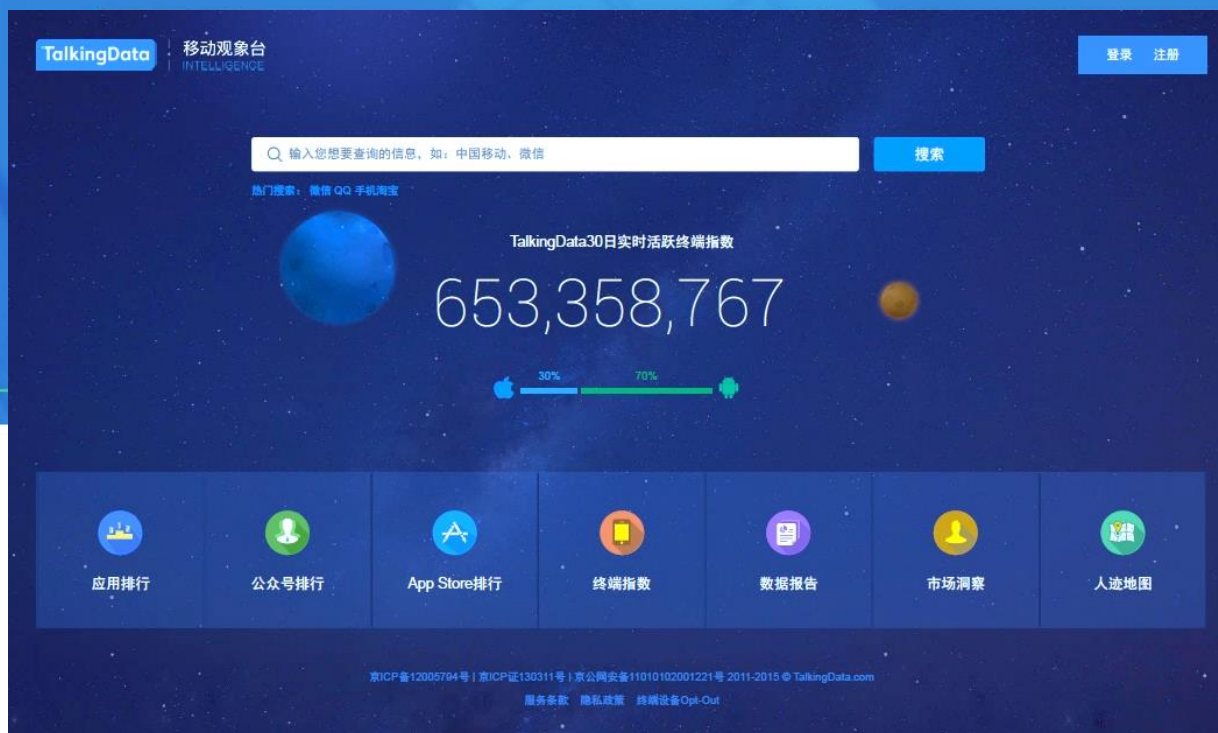 TalkingData
移动观象台
INTELLIGENCE
登录 注册
输入您想要查询的信息，如：中国移动、微信
搜索
热门搜索： 微信 QQ 手机淘宝
TalkingData30日实时活跃终端指数
653,358,767
30% 70%
应用排行 公众号排行 App Store排行 终端指数 数据报告 市场洞察 人迹地图
京ICP备12005794号 | 京ICP证130311号 | 京公网安备11010102001221号 2011-2015 © TalkingData.com
服务条款 隐私政策 终端设备Opt-Out